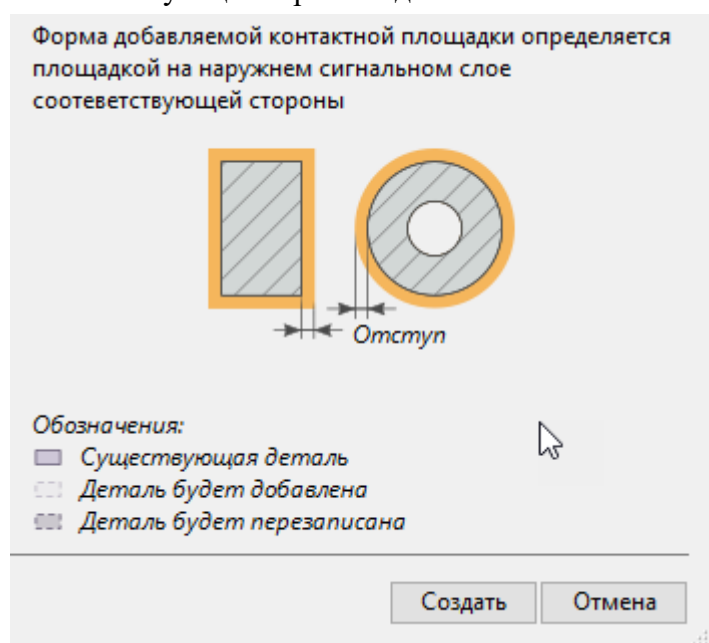 Форма добавляемой контактной площадки определяется
площадкой на наружнем сигнальном слое
соотеветствующей стороны
Отступ
Обозначения:
Существующая деталь
Деталь будет добавлена
Деталь будет перезаписана
Создать Отмена